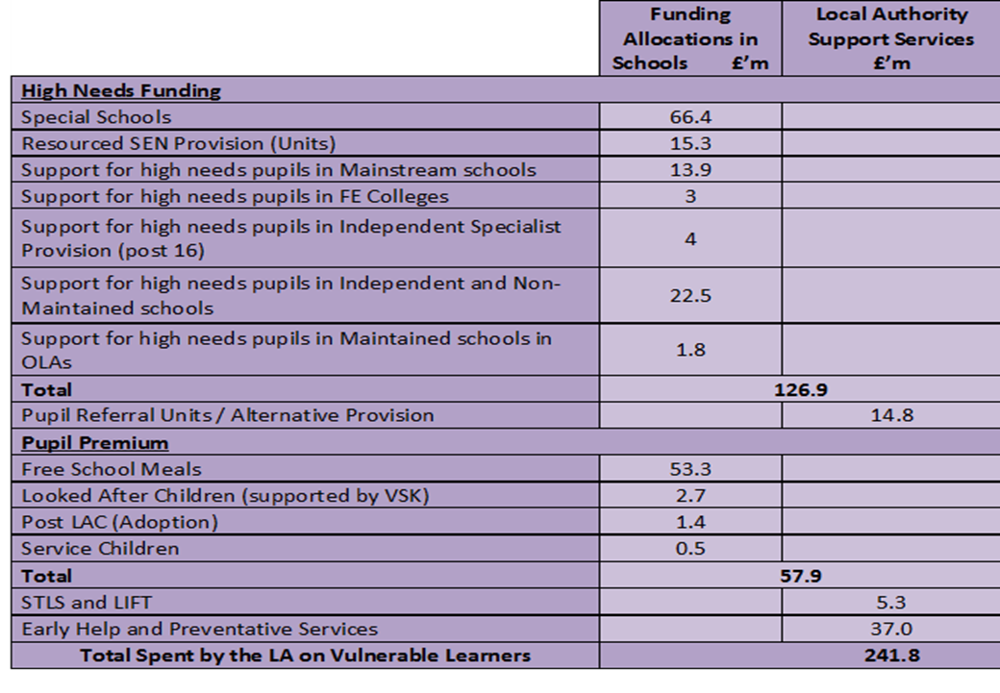 Funding Allocations in Schools £’m
Local Authority Support Services £’m
High Needs Funding
Special Schools 66.4
Resourced SEN Provision (Units) 15.3
Support for high needs pupils in Mainstream schools 13.9
Support for high needs pupils in FE Colleges 3
Support for high needs pupils in Independent Specialist
Provision (post 16) 4
Support for high needs pupils in Independent and Non-
Maintained schools 22.5
Support for high needs pupils in Maintained schools in
OLAs 1.8
Total 126.9
Pupil Referral Units / Alternative Provision 14.8
Pupil Premium
Free School Meals 53.3
Looked After Children (supported by VSK) 2.7
Post LAC (Adoption) 1.4
Service Children 0.5
Total 57.9
STLS and LIFT 5.3
Early Help and Preventative Services 37.0
Total Spent by the LA on Vulnerable Learners 241.8